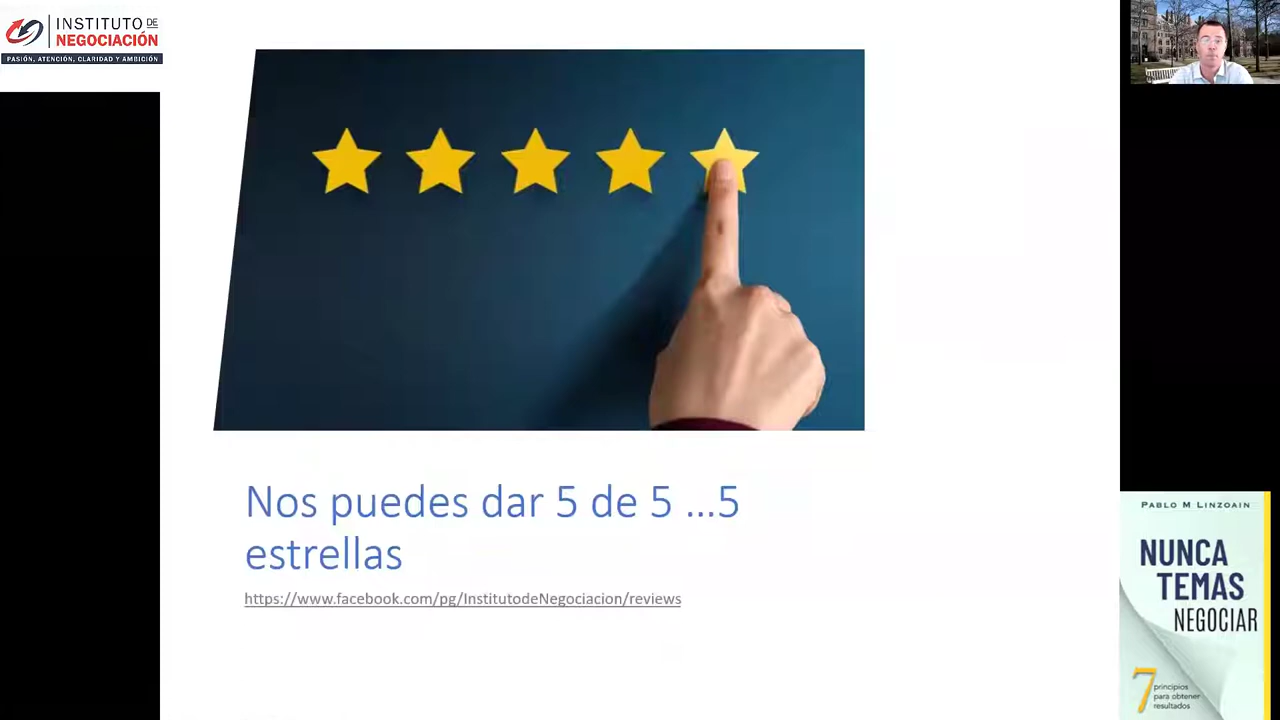 INSTITUTO DE
NEGOCIACIÓN
PASIÓN, ATENCIÓN, CLARIDAD Y AMBICIÓN
Nos puedes dar 5 de 5 ...5
estrellas
https://www.facebook.com/pg/InstitutodeNegociacion/reviews
PABLO M LINZOAIN
NUNCA
TEMAS
NEGOCIAR
7 principios
para obtener
resultados